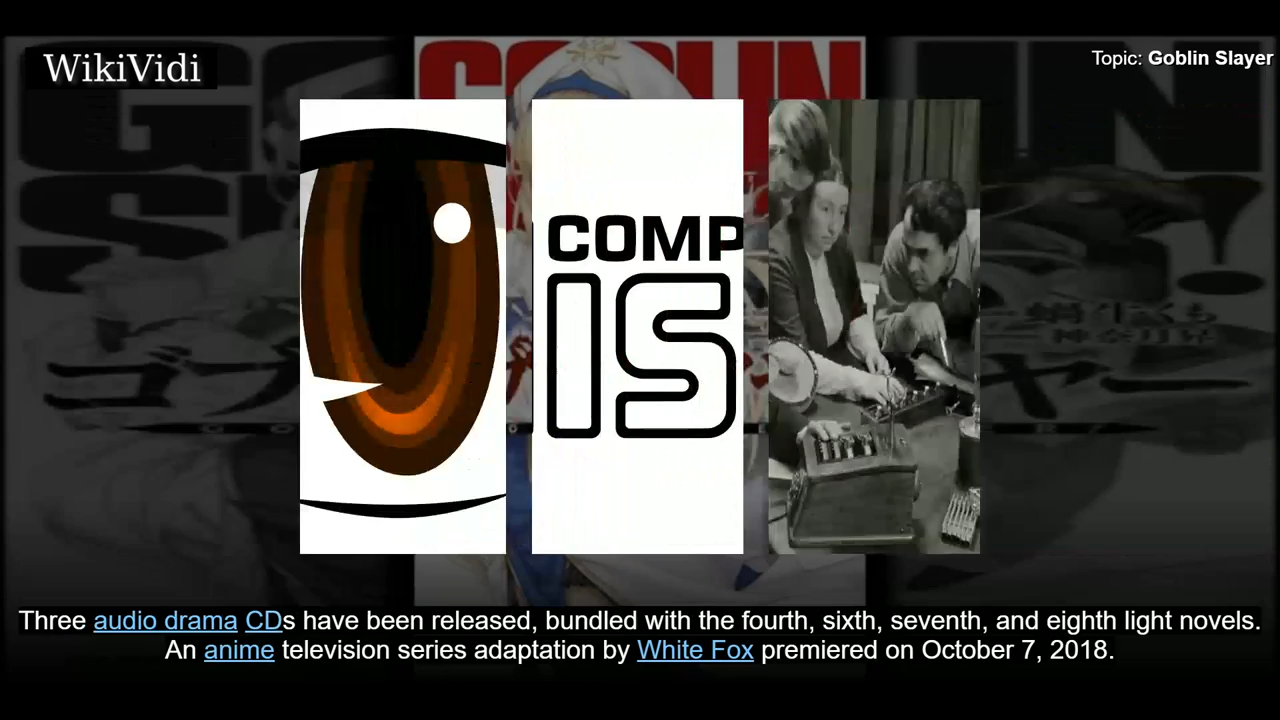 WikiVidi
Topic: Goblin Slayer
COMP
IS
Three audio drama CDs have been released, bundled with the fourth, sixth, seventh, and eighth light novels.
An anime television series adaptation by White Fox premiered on October 7, 2018.